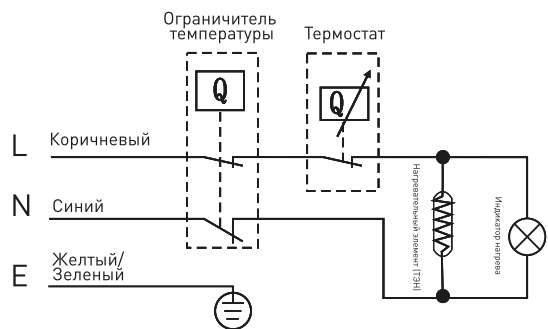 Ограничитель
температуры
Термостат
Q
Q
L
Коричневый
N
Синий
E
Желтый/
Зеленый
Нагревательный элемент (ТЭН)
Индикатор нагрева